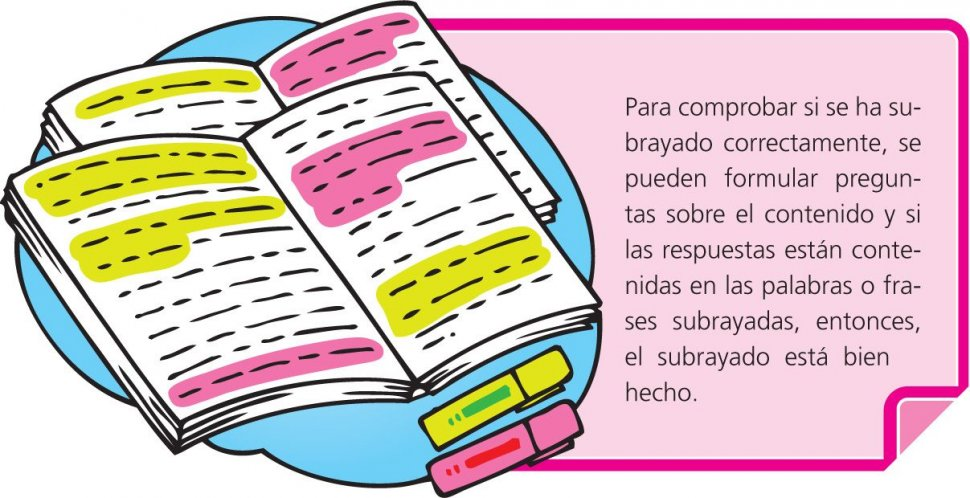 Para comprobar si se ha su-
brayado correctamente, se
pueden formular pregun-
tas sobre el contenido y si
las respuestas están conte-
nidas en las palabras o fra-
ses subrayadas, entonces,
el subrayado está bien
hecho.